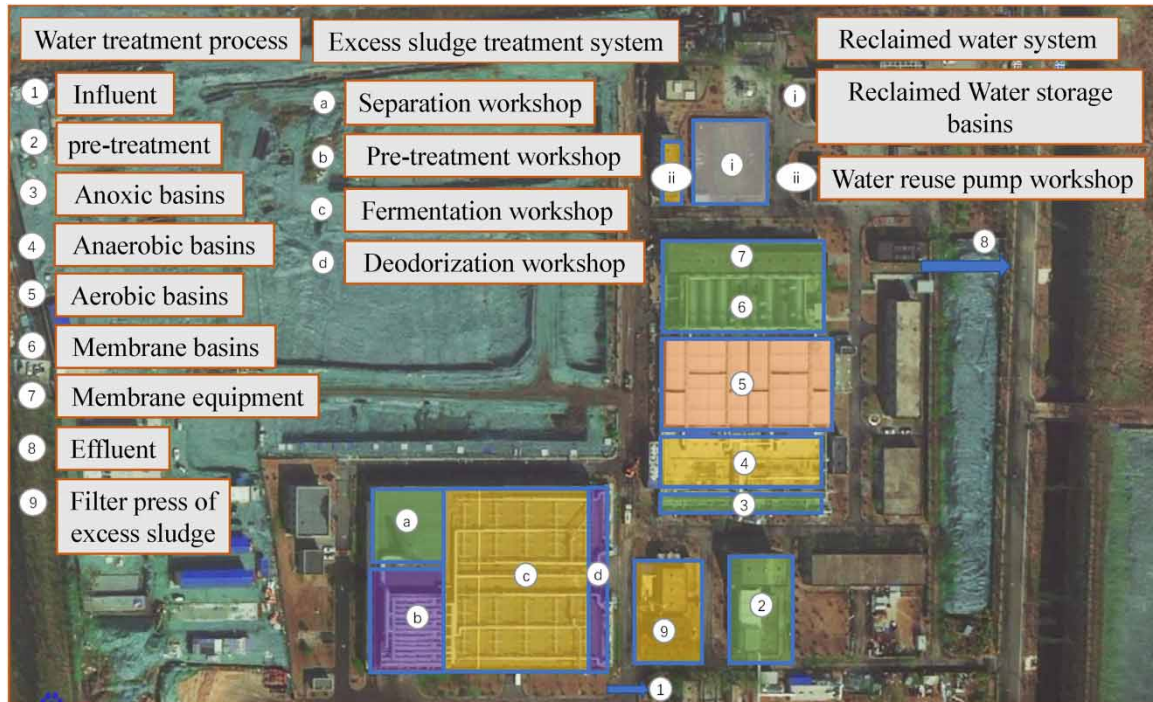 Water treatment process
Excess sludge treatment system
Reclaimed water system
1 Influent
2 pre-treatment
3 Anoxic basins
4 Anaerobic basins
5 Aerobic basins
6 Membrane basins
7 Membrane equipment
8 Effluent
9 Filter press of
excess sludge
a Separation workshop
b Pre-treatment workshop
c Fermentation workshop
d Deodorization workshop
i Reclaimed Water storage
basins
ii Water reuse pump workshop
ii
i
7
6
8
5
4
3
a
b
c
d
9
2
1